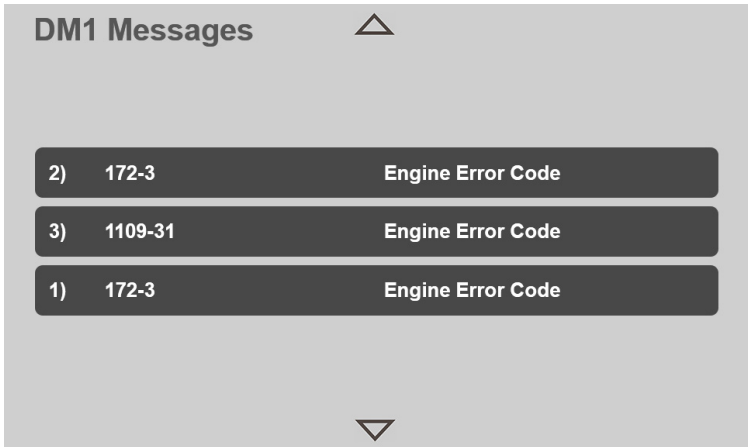 DM1 Messages
2) 172-3 Engine Error Code
3) 1109-31 Engine Error Code
1) 172-3 Engine Error Code